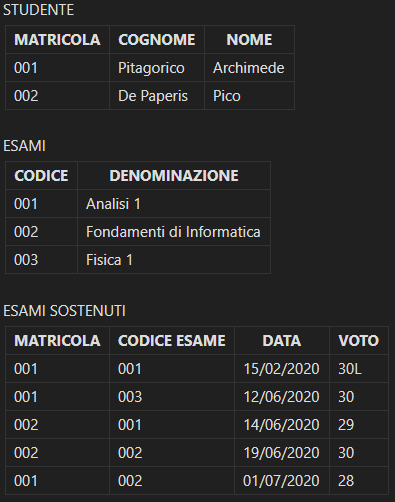 STUDENTE
MATRICOLA COGNOME NOME
001 Pitagorico Archimede
002 De Paperis Pico
ESAMI
CODICE DENOMINAZIONE
001 Analisi 1
002 Fondamenti di Informatica
003 Fisica 1
ESAMI SOSTENUTI
MATRICOLA CODICE ESAME DATA VOTO
001 001 15/02/2020 30L
001 003 12/06/2020 30
002 001 14/06/2020 29
002 002 19/06/2020 30
001 002 01/07/2020 28